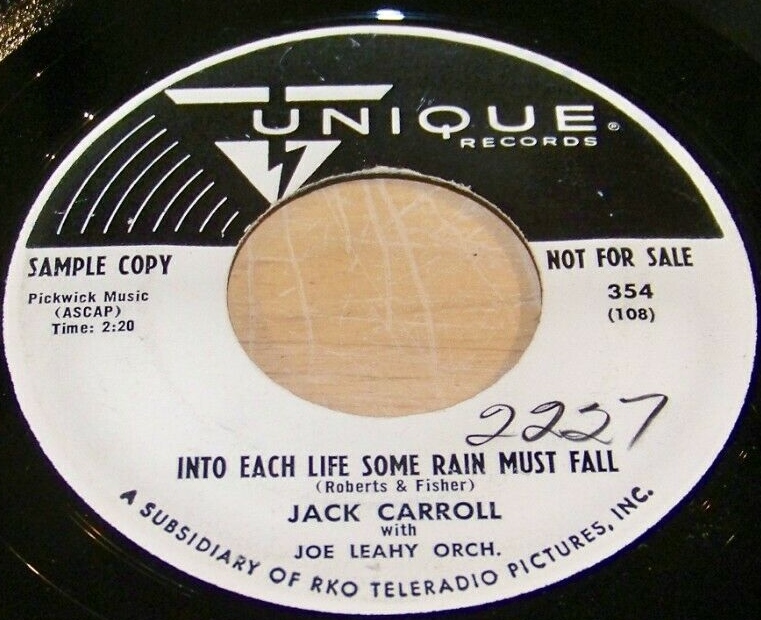 UNIQUE®
RECORDS
SAMPLE COPY
NOT FOR SALE
Pickwick Music
(ASCAP)
Time: 2:20
354
(108)
2227
INTO EACH LIFE SOME RAIN MUST FALL
(Roberts & Fisher)
JACK CARROLL
with
JOE LEAHY ORCH.
A SUBSIDIARY OF RKO TELERADIO PICTURES, INC.